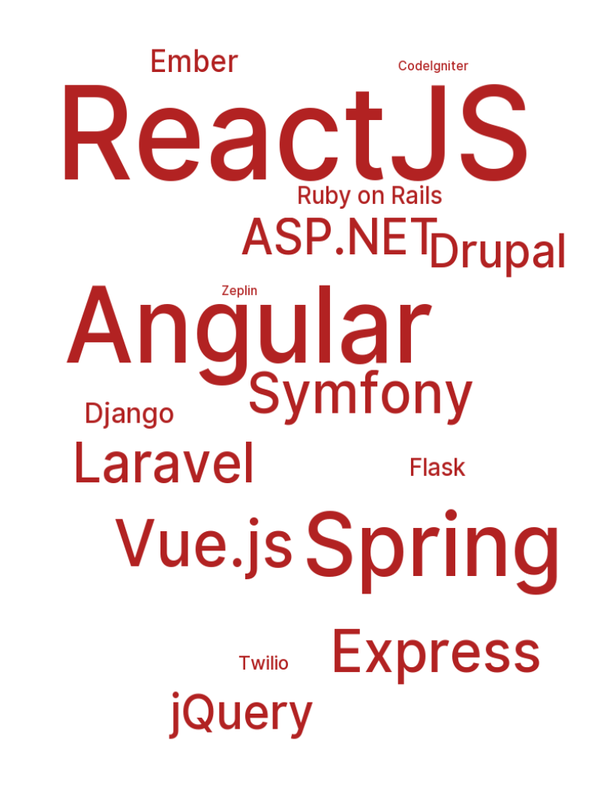 Ember
CodeIgniter
ReactJS
Ruby on Rails
ASP.NET
Drupal
Zeplin
Angular
Symfony
Django
Laravel
Flask
Vue.js
Spring
Express
Twilio
jQuery